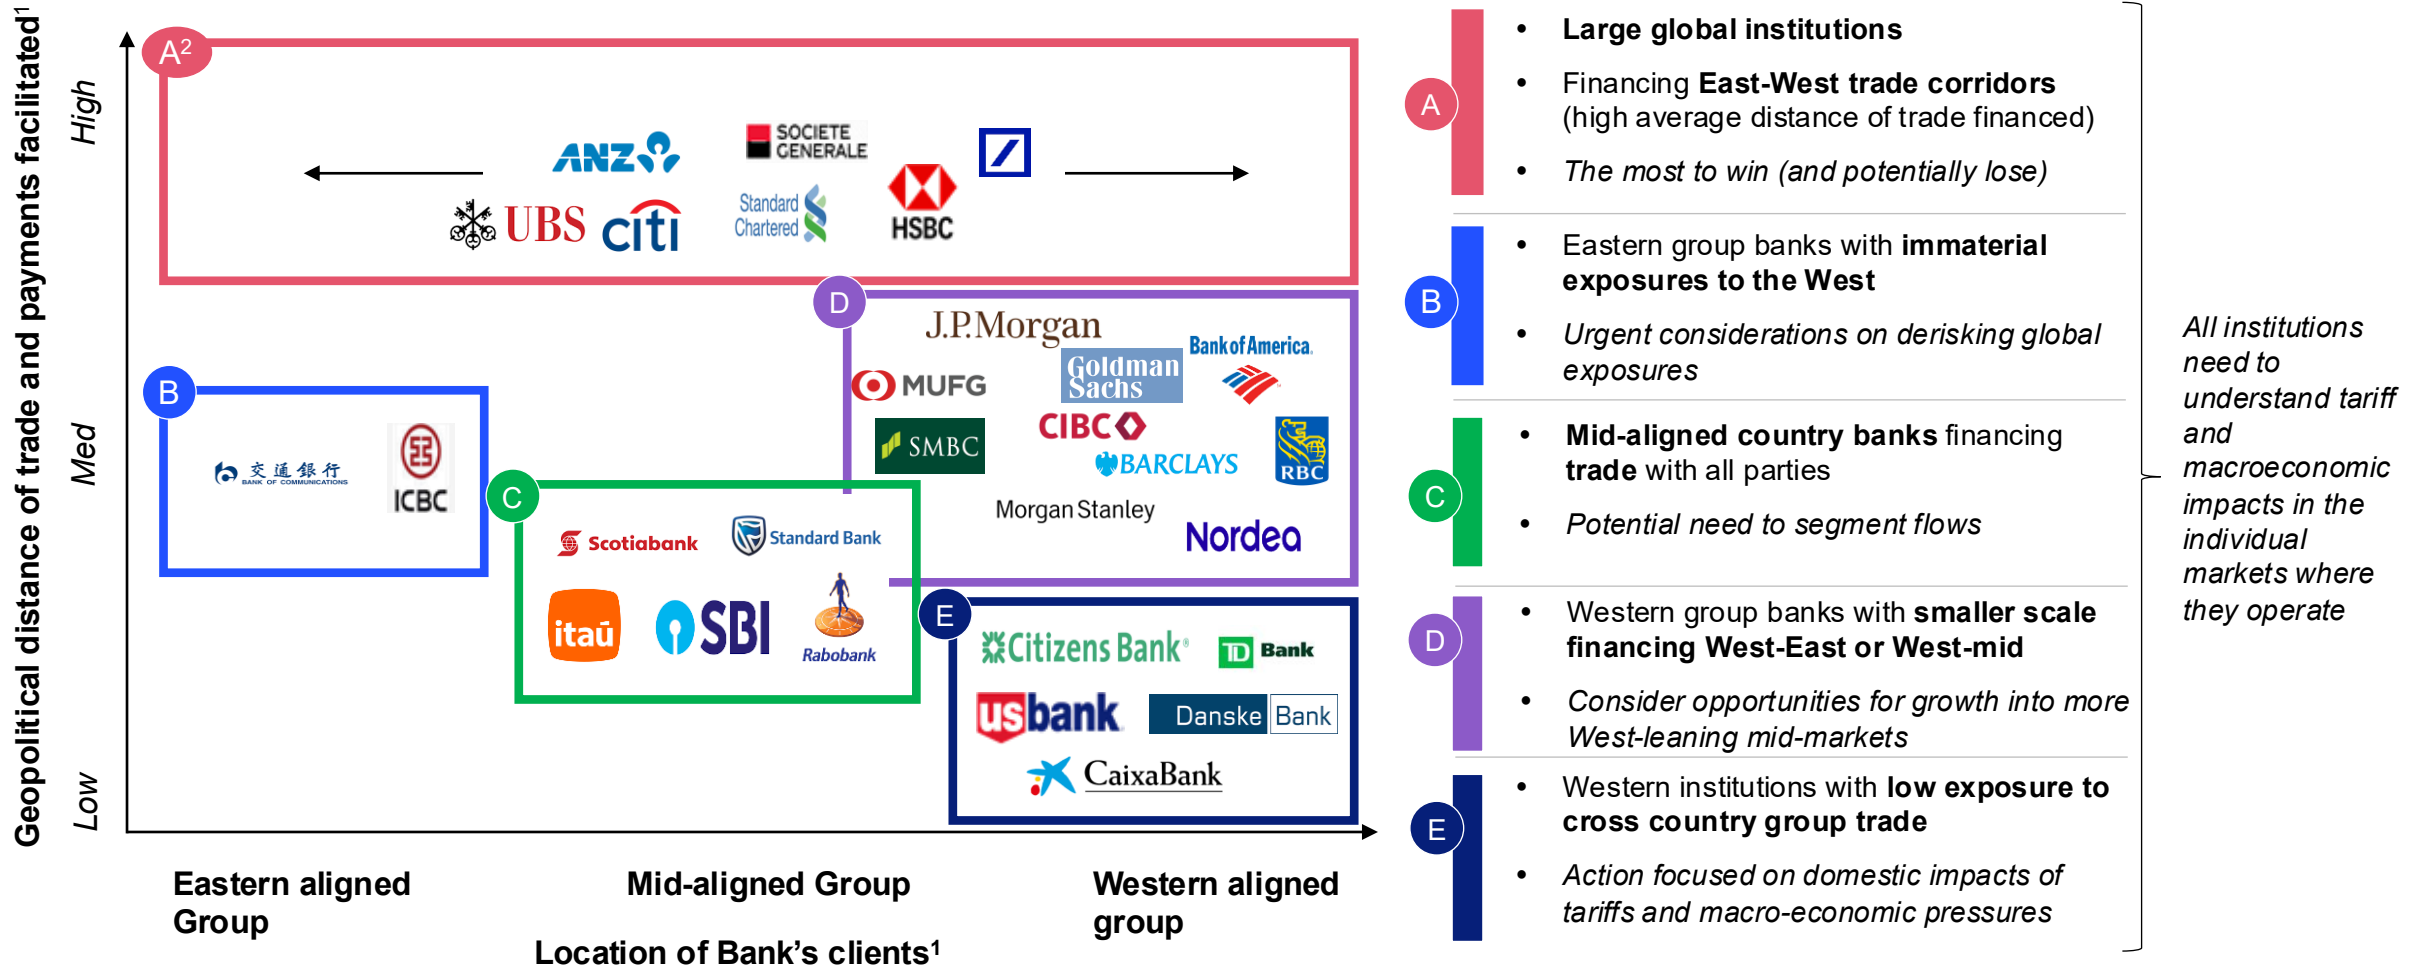 Geopolitical distance of trade and payments facilitated¹
High
Med
Low
A²
ANZ
SOCIETE
GENERALE
UBS
citi
Standard
Chartered
HSBC
D
J.P.Morgan
Bank of America
MUFG
Goldman
Sachs
SMBC
CIBC
BARCLAYS
RBC
Morgan Stanley
Nordea
B
交通銀行
BANK OF COMMUNICATIONS
ICBC
C
Scotiabank
Standard Bank
itaú
SBI
Rabobank
E
Citizens Bank®
TD Bank
usbank
Danske Bank
CaixaBank
Eastern aligned
Group
Mid-aligned Group
Western aligned
group
Location of Bank's clients¹
A
• Large global institutions
• Financing East-West trade corridors
(high average distance of trade financed)
• The most to win (and potentially lose)
B
• Eastern group banks with immaterial
exposures to the West
• Urgent considerations on derisking global
exposures
C
• Mid-aligned country banks financing
trade with all parties
• Potential need to segment flows
D
• Western group banks with smaller scale
financing West-East or West-mid
• Consider opportunities for growth into more
West-leaning mid-markets
E
• Western institutions with low exposure to
cross country group trade
• Action focused on domestic impacts of
tariffs and macro-economic pressures
All institutions
need to
understand tariff
and
macroeconomic
impacts in the
individual
markets where
they operate